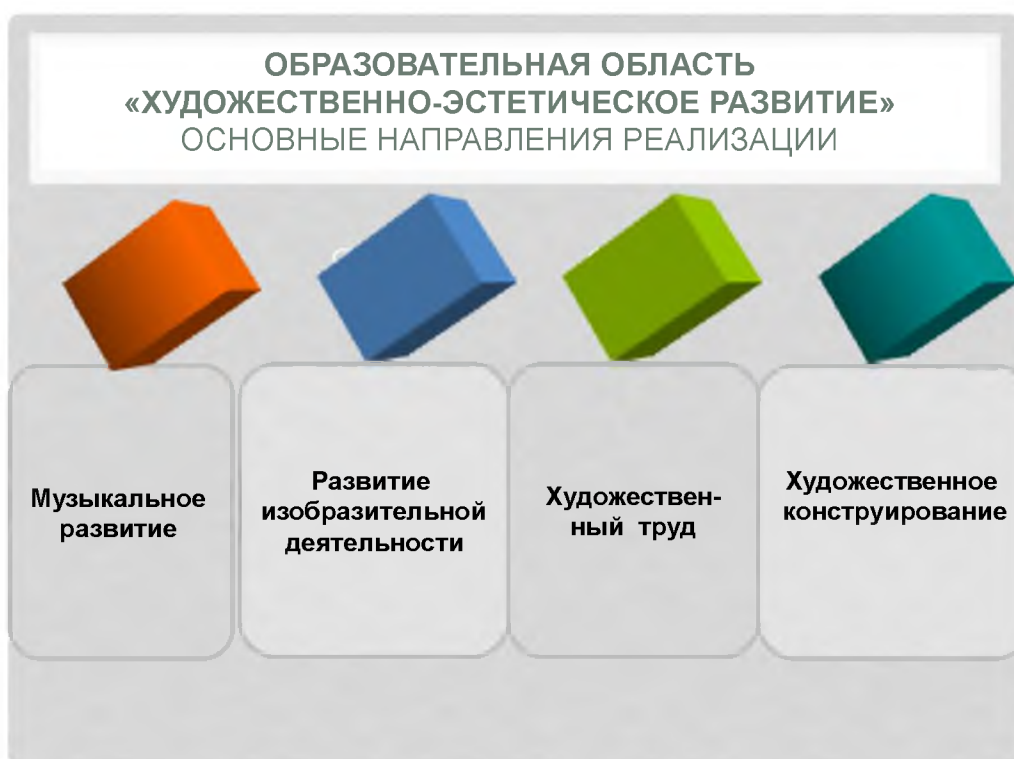 ОБРАЗОВАТЕЛЬНАЯ ОБЛАСТЬ
«ХУДОЖЕСТВЕННО-ЭСТЕТИЧЕСКОЕ РАЗВИТИЕ»
ОСНОВНЫЕ НАПРАВЛЕНИЯ РЕАЛИЗАЦИИ
Музыкальное
развитие
Развитие
изобразительной
деятельности
Художествен-
ный труд
Художественное
конструирование